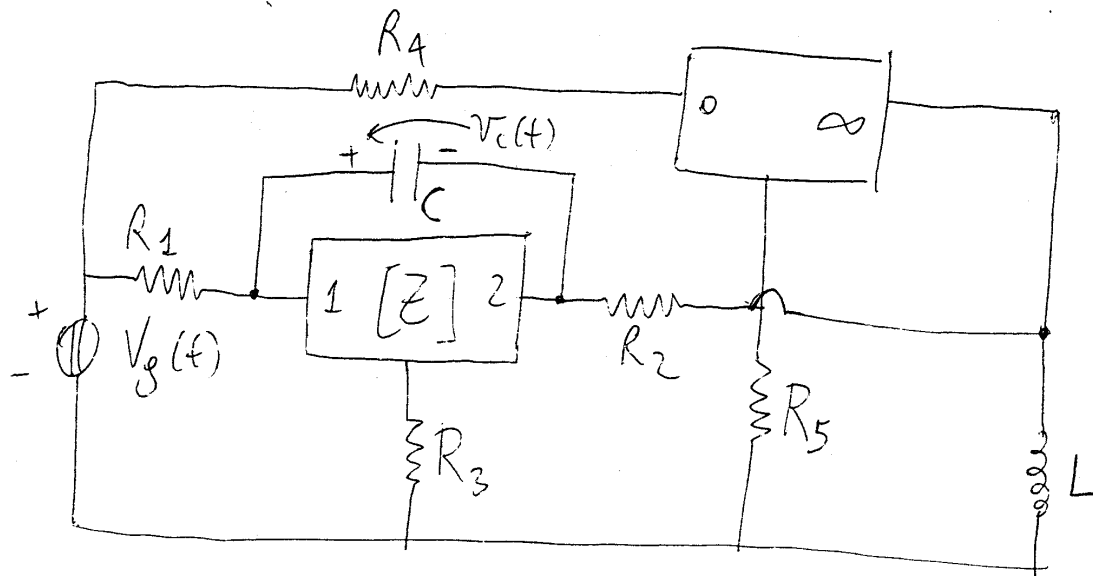 R4
0 ∞
+ Vc(t) -
C
R1
1 [Z] 2
+
Vg(t)
-
R2
R3
R5
L